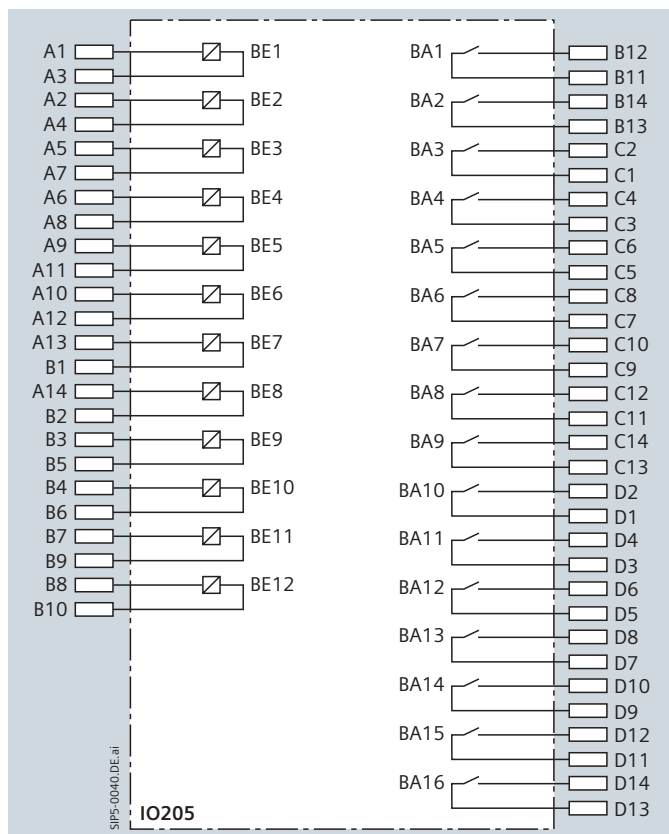 A1 BE1 BA1 B12
A3 B11
A2 BE2 BA2 B14
A4 B13
A5 BE3 BA3 C2
A7 C1
A6 BE4 BA4 C4
A8 C3
A9 BE5 BA5 C6
A11 C5
A10 BE6 BA6 C8
A12 C7
A13 BE7 BA7 C10
B1 C9
A14 BE8 BA8 C12
B2 C11
B3 BE9 BA9 C14
B5 C13
B4 BE10 BA10 D2
B6 D1
B7 BE11 BA11 D4
B9 D3
B8 BE12 BA12 D6
B10 D5
BA13 D8
D7
BA14 D10
D9
BA15 D12
D11
BA16 D14
D13
SIP5-0040.DE.ai
IO205